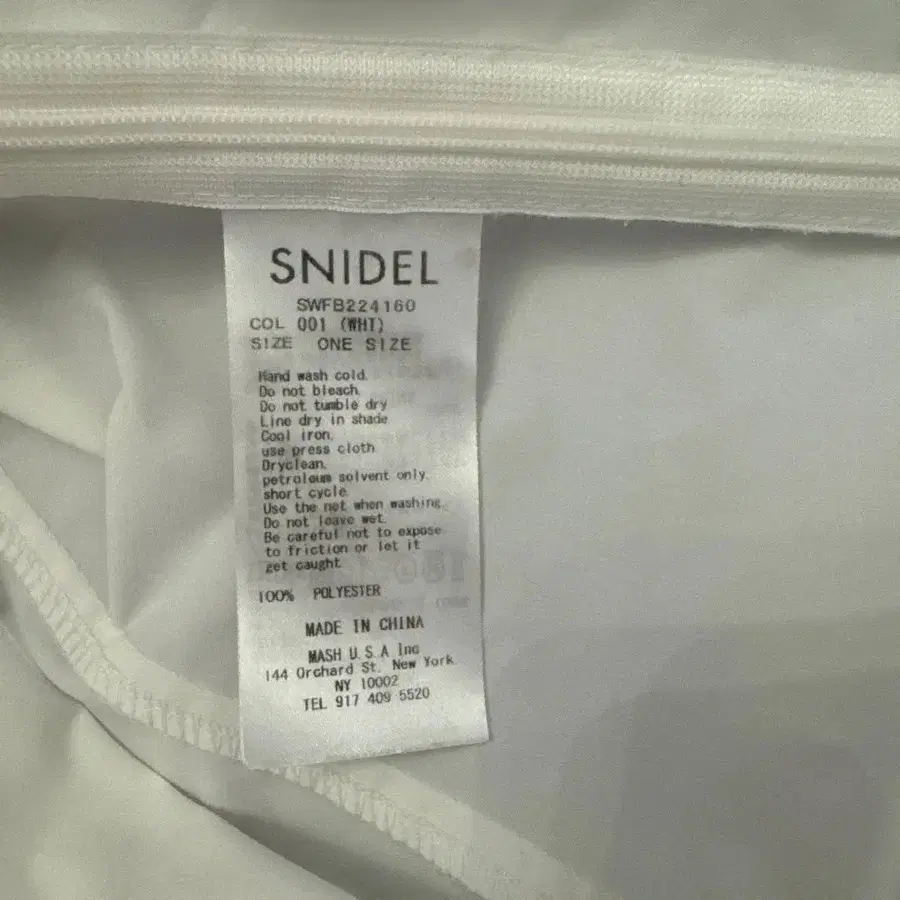 SNIDEL
SWFB224160
COL 001 (WHT)
SIZE ONE SIZE
Hand wash cold.
Do not bleach.
Do not tumble dry
Line dry in shade
Cool iron,
use press cloth
Dryclean,
petroleum solvent only.
short cycle.
Use the net when washing.
Do not leave wet.
Be careful not to expose
to friction or let it
get caught.
100% POLYESTER
MADE IN CHINA
MASH U.S.A Inc
144 Orchard St. New York
NY 10002
TEL 917 409 5520